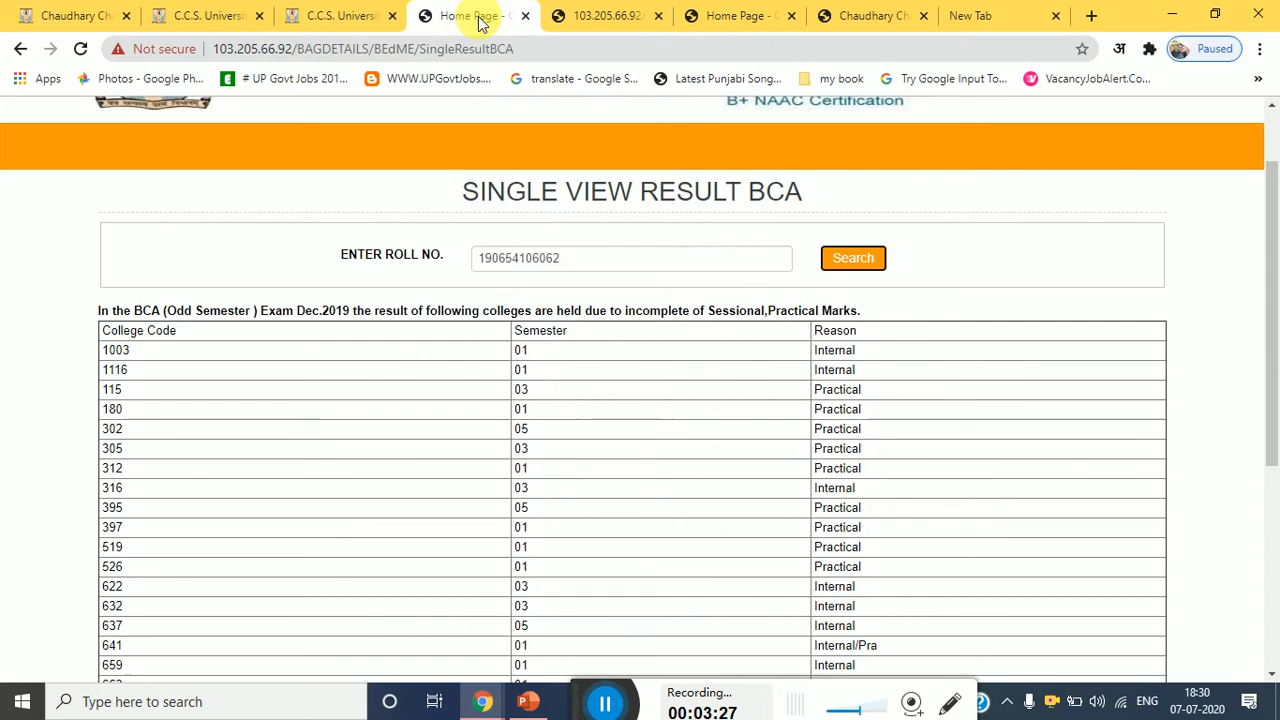 Chaudhary Ch
C.C.S. Universit
C.C.S. Universi
Home Page - C
103.205.66.92/
Home Page - C
Chaudhary Ch
New Tab
Not secure 103.205.66.92/BAGDETAILS/BEdME/SingleResultBCA
अ
Paused
Apps
Photos - Google Ph...
# UP Govt Jobs 201...
WWW.UPGovtJobs....
translate - Google S...
Latest Punjabi Song...
my book
Try Google Input To...
VacancyJobAlert.Co...
»
B+ NAAC Certification
SINGLE VIEW RESULT BCA
ENTER ROLL NO. 190654106062 Search
In the BCA (Odd Semester ) Exam Dec.2019 the result of following colleges are held due to incomplete of Sessional,Practical Marks.
College Code Semester Reason
1003 01 Internal
1116 01 Internal
115 03 Practical
180 01 Practical
302 05 Practical
305 03 Practical
312 01 Practical
316 03 Internal
395 05 Practical
397 01 Practical
519 01 Practical
526 01 Practical
622 03 Internal
632 03 Internal
637 05 Internal
641 01 Internal/Pra
659 01 Internal
Type here to search
Recording...
00:03:27
ENG
18:30
07-07-2020